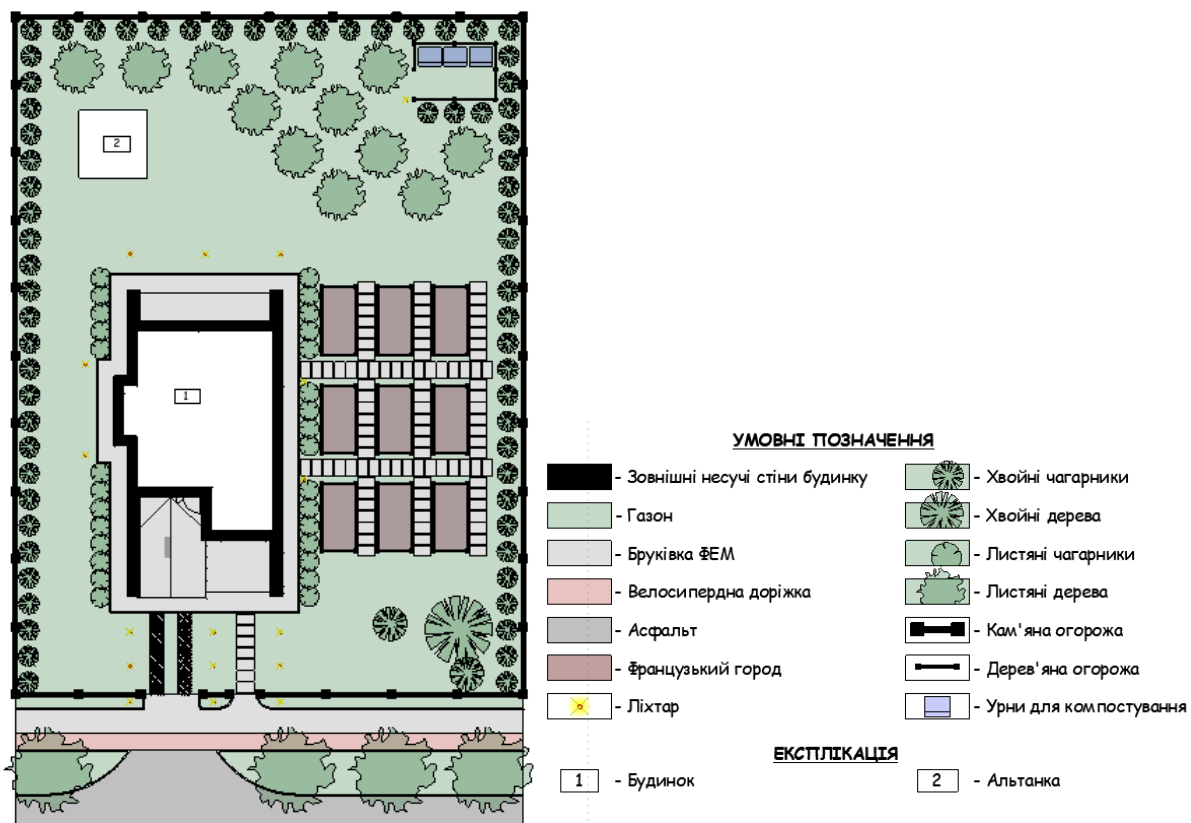 2
1
УМОВНІ ПОЗНАЧЕННЯ
- Зовнішні несучі стіни будинку
- Газон
- Бруківка ФЕМ
- Велосипердна доріжка
- Асфальт
- Французький город
- Ліхтар
- Хвойні чагарники
- Хвойні дерева
- Листяні чагарники
- Листяні дерева
- Кам'яна огорожа
- Дерев'яна огорожа
- Урни для компостування
ЕКСПЛІКАЦІЯ
1 - Будинок
2 - Альтанка